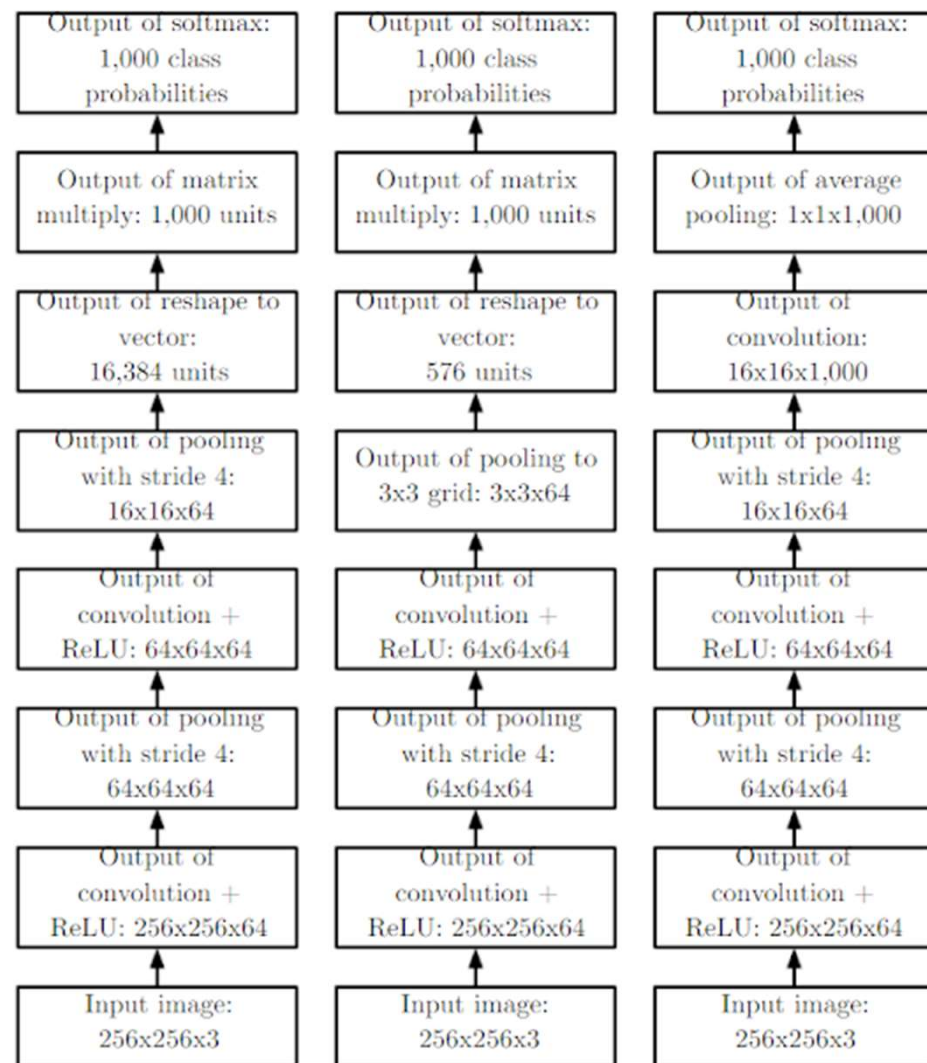 Output of softmax:
1,000 class
probabilities
Output of softmax:
1,000 class
probabilities
Output of softmax:
1,000 class
probabilities
Output of matrix
multiply: 1,000 units
Output of matrix
multiply: 1,000 units
Output of average
pooling: 1x1x1,000
Output of reshape to
vector:
16,384 units
Output of reshape to
vector:
576 units
Output of
convolution:
16x16x1,000
Output of pooling
with stride 4:
16x16x64
Output of pooling to
3x3 grid: 3x3x64
Output of pooling
with stride 4:
16x16x64
Output of
convolution +
ReLU: 64x64x64
Output of
convolution +
ReLU: 64x64x64
Output of
convolution +
ReLU: 64x64x64
Output of pooling
with stride 4:
64x64x64
Output of pooling
with stride 4:
64x64x64
Output of pooling
with stride 4:
64x64x64
Output of
convolution +
ReLU: 256x256x64
Output of
convolution +
ReLU: 256x256x64
Output of
convolution +
ReLU: 256x256x64
Input image:
256x256x3
Input image:
256x256x3
Input image:
256x256x3